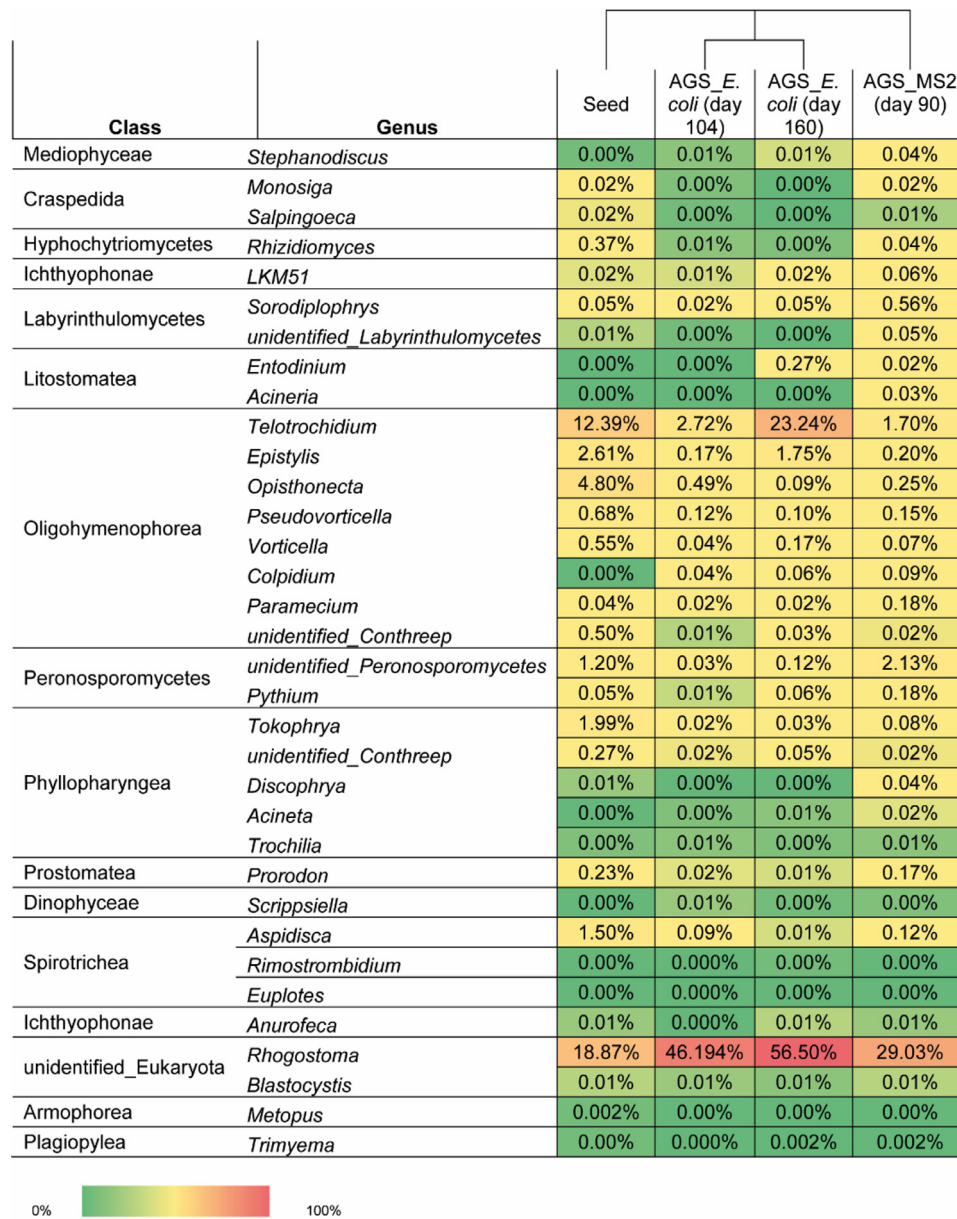 Class Genus Seed AGS_E. coli (day 104) AGS_E. coli (day 160) AGS_MS2 (day 90)
Mediophyceae Stephanodiscus 0.00% 0.01% 0.01% 0.04%
Craspedida Monosiga 0.02% 0.00% 0.00% 0.02%
Salpingoeca 0.02% 0.00% 0.00% 0.01%
Hyphochytriomycetes Rhizidiomyces 0.37% 0.01% 0.00% 0.04%
Ichthyophonae LKM51 0.02% 0.01% 0.02% 0.06%
Labyrinthulomycetes Sorodiplophrys 0.05% 0.02% 0.05% 0.56%
unidentified_Labyrinthulomycetes 0.01% 0.00% 0.00% 0.05%
Litostomatea Entodinium 0.00% 0.00% 0.27% 0.02%
Acineria 0.00% 0.00% 0.00% 0.03%
Oligohymenophorea Telotrochidium 12.39% 2.72% 23.24% 1.70%
Epistylis 2.61% 0.17% 1.75% 0.20%
Opisthonecta 4.80% 0.49% 0.09% 0.25%
Pseudovorticella 0.68% 0.12% 0.10% 0.15%
Vorticella 0.55% 0.04% 0.17% 0.07%
Colpidium 0.00% 0.04% 0.06% 0.09%
Paramecium 0.04% 0.02% 0.02% 0.18%
unidentified_Conthreep 0.50% 0.01% 0.03% 0.02%
Peronosporomycetes unidentified_Peronosporomycetes 1.20% 0.03% 0.12% 2.13%
Pythium 0.05% 0.01% 0.06% 0.18%
Phyllopharyngea Tokophrya 1.99% 0.02% 0.03% 0.08%
unidentified_Conthreep 0.27% 0.02% 0.05% 0.02%
Discophrya 0.01% 0.00% 0.00% 0.04%
Acineta 0.00% 0.00% 0.01% 0.02%
Trochilia 0.00% 0.01% 0.00% 0.01%
Prostomatea Prorodon 0.23% 0.02% 0.01% 0.17%
Dinophyceae Scrippsiella 0.00% 0.01% 0.00% 0.00%
Spirotrichea Aspidisca 1.50% 0.09% 0.01% 0.12%
Rimostrombidium 0.00% 0.000% 0.00% 0.00%
Euplotes 0.00% 0.000% 0.00% 0.00%
Ichthyophonae Anurofeca 0.01% 0.000% 0.01% 0.01%
unidentified_Eukaryota Rhogostoma 18.87% 46.194% 56.50% 29.03%
Blastocystis 0.01% 0.01% 0.01% 0.01%
Armophorea Metopus 0.002% 0.00% 0.00% 0.00%
Plagiopylea Trimyema 0.00% 0.000% 0.002% 0.002%
0% 100%